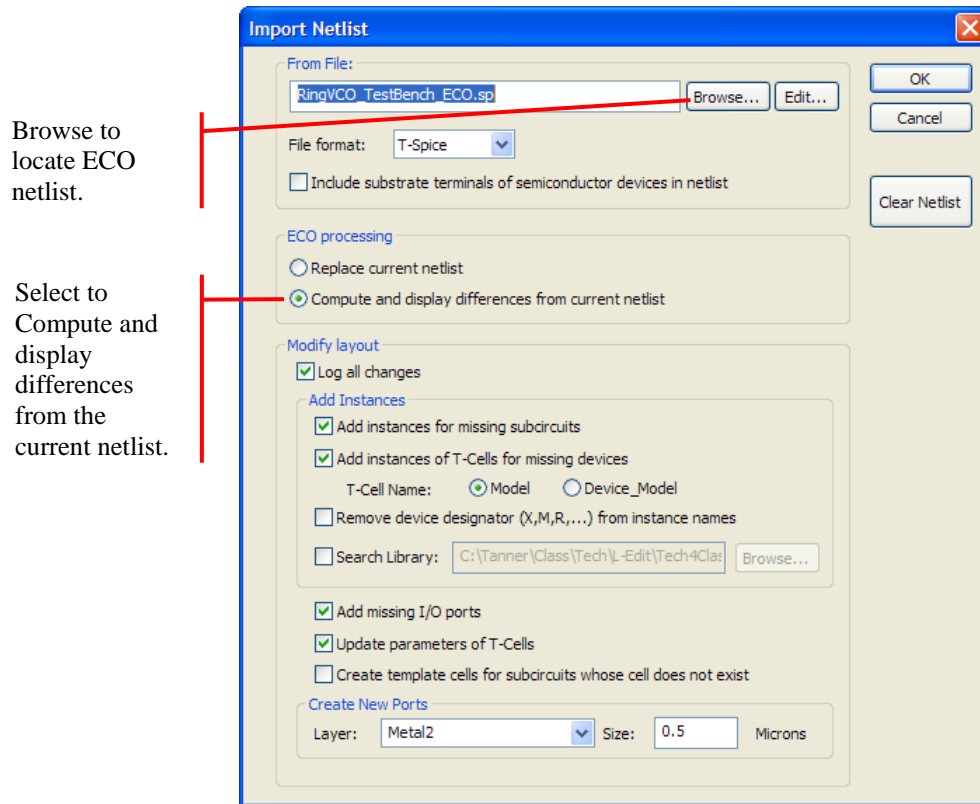 Import Netlist
From File:
RingVCO_TestBench_ECO.sp
Browse...
Edit...
OK
Cancel
Browse to
locate ECO
netlist.
File format:
T-Spice
Include substrate terminals of semiconductor devices in netlist
Clear Netlist
ECO processing
Replace current netlist
Select to
Compute and
display
differences
from the
current netlist.
Compute and display differences from current netlist
Modify layout
Log all changes
Add Instances
Add instances for missing subcircuits
Add instances of T-Cells for missing devices
T-Cell Name:
Model
Device_Model
Remove device designator (X,M,R,...) from instance names
Search Library:
C:\Tanner\Class\Tech\L-Edit\Tech4Clas
Browse...
Add missing I/O ports
Update parameters of T-Cells
Create template cells for subcircuits whose cell does not exist
Create New Ports
Layer:
Metal2
Size:
0.5
Microns